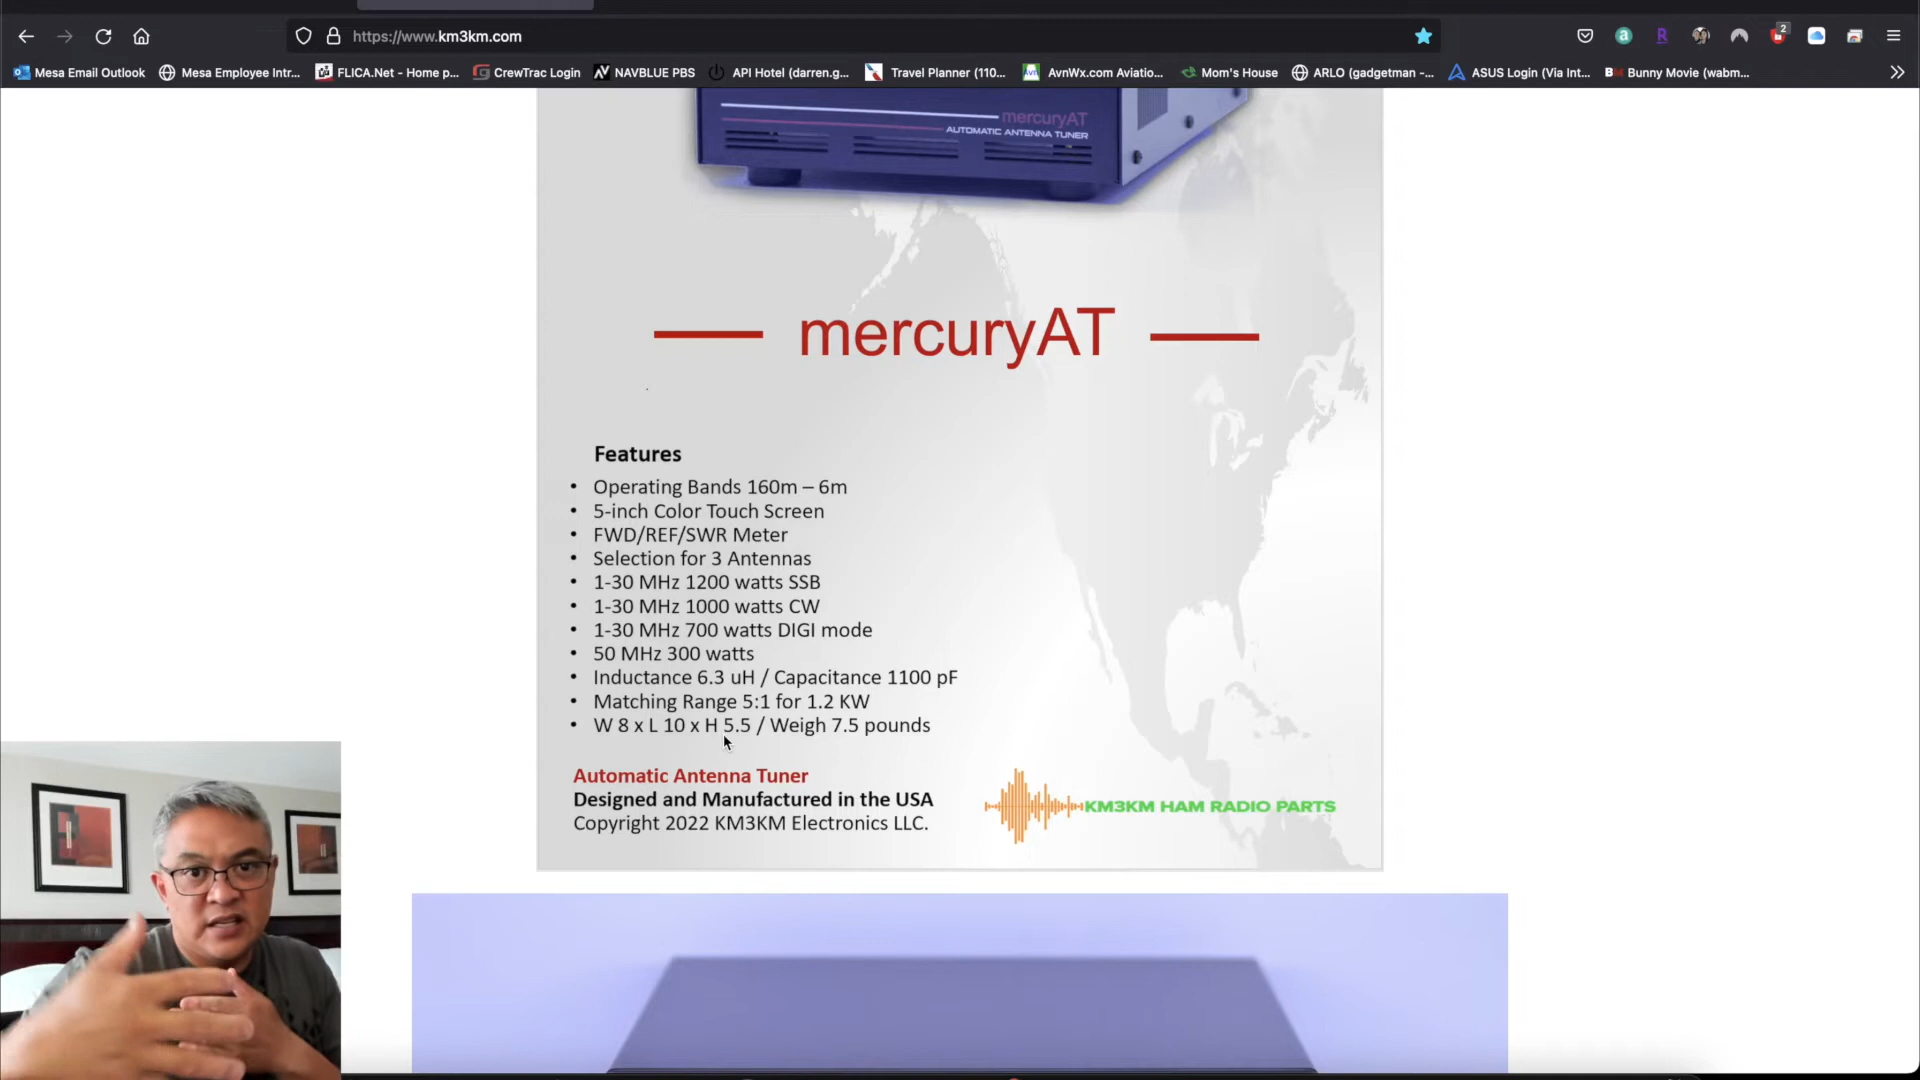 https://www.km3km.com
2
Mesa Email Outlook
Mesa Employee Intr...
FLICA.Net - Home p...
CrewTrac Login
NAVBLUE PBS
API Hotel (darren.g...
Travel Planner (110...
AvnWx.com Aviatio...
Mom's House
ARLO (gadgetman -...
ASUS Login (Via Int...
Bunny Movie (wabm...
mercuryAT
AUTOMATIC ANTENNA TUNER
mercuryAT
Features
• Operating Bands 160m – 6m
• 5-inch Color Touch Screen
• FWD/REF/SWR Meter
• Selection for 3 Antennas
• 1-30 MHz 1200 watts SSB
• 1-30 MHz 1000 watts CW
• 1-30 MHz 700 watts DIGI mode
• 50 MHz 300 watts
• Inductance 6.3 uH / Capacitance 1100 pF
• Matching Range 5:1 for 1.2 KW
• W 8 x L 10 x H 5.5 / Weigh 7.5 pounds
Automatic Antenna Tuner
Designed and Manufactured in the USA
Copyright 2022 KM3KM Electronics LLC.
KM3KM HAM RADIO PARTS